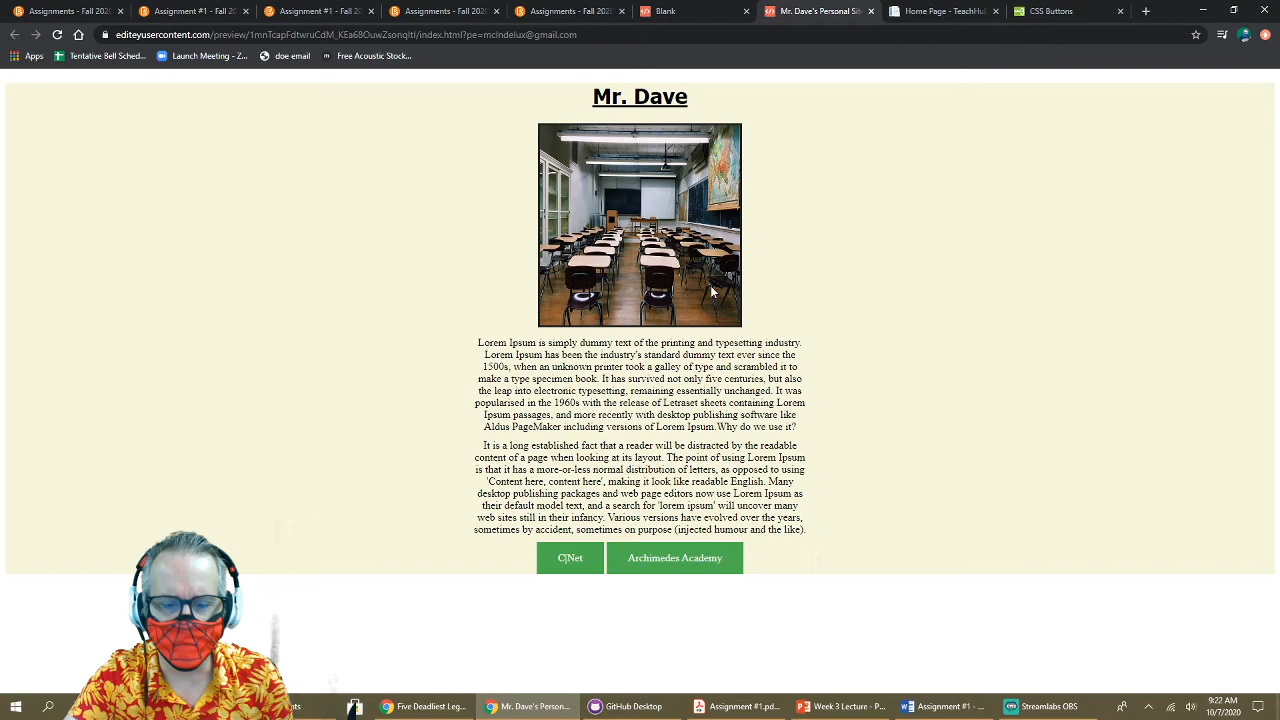 Assignments - Fall 2020
Assignment #1 - Fall 202
Assignment #1 - Fall 202
Assignments - Fall 2020
Assignments - Fall 2020
Blank
Mr. Dave's Personal Sit
Home Page - TeachHub
CSS Buttons
editeyusercontent.com/preview/
Apps
Tentative Bell Sched...
Launch Meeting - Z...
doe email
Free Acoustic Stock...
Mr. Dave
Lorem Ipsum is simply dummy text of the printing and typesetting industry.
Lorem Ipsum has been the industry's standard dummy text ever since the
1500s, when an unknown printer took a galley of type and scrambled it to
make a type specimen book. It has survived not only five centuries, but also
the leap into electronic typesetting, remaining essentially unchanged. It was
popularised in the 1960s with the release of Letraset sheets containing Lorem
Ipsum passages, and more recently with desktop publishing software like
Aldus PageMaker including versions of Lorem Ipsum.Why do we use it?
It is a long established fact that a reader will be distracted by the readable
content of a page when looking at its layout. The point of using Lorem Ipsum
is that it has a more-or-less normal distribution of letters, as opposed to using
'Content here, content here', making it look like readable English. Many
desktop publishing packages and web page editors now use Lorem Ipsum as
their default model text, and a search for 'lorem ipsum' will uncover many
web sites still in their infancy. Various versions have evolved over the years,
sometimes by accident, sometimes on purpose (injected humour and the like).
C|Net
Archimedes Academy
Five Deadliest Leg...
Mr. Dave's Person...
GitHub Desktop
Assignment #1.pd...
Week 3 Lecture - P...
Assignment #1 - ...
Streamlabs OBS
9:22 AM
10/7/2020